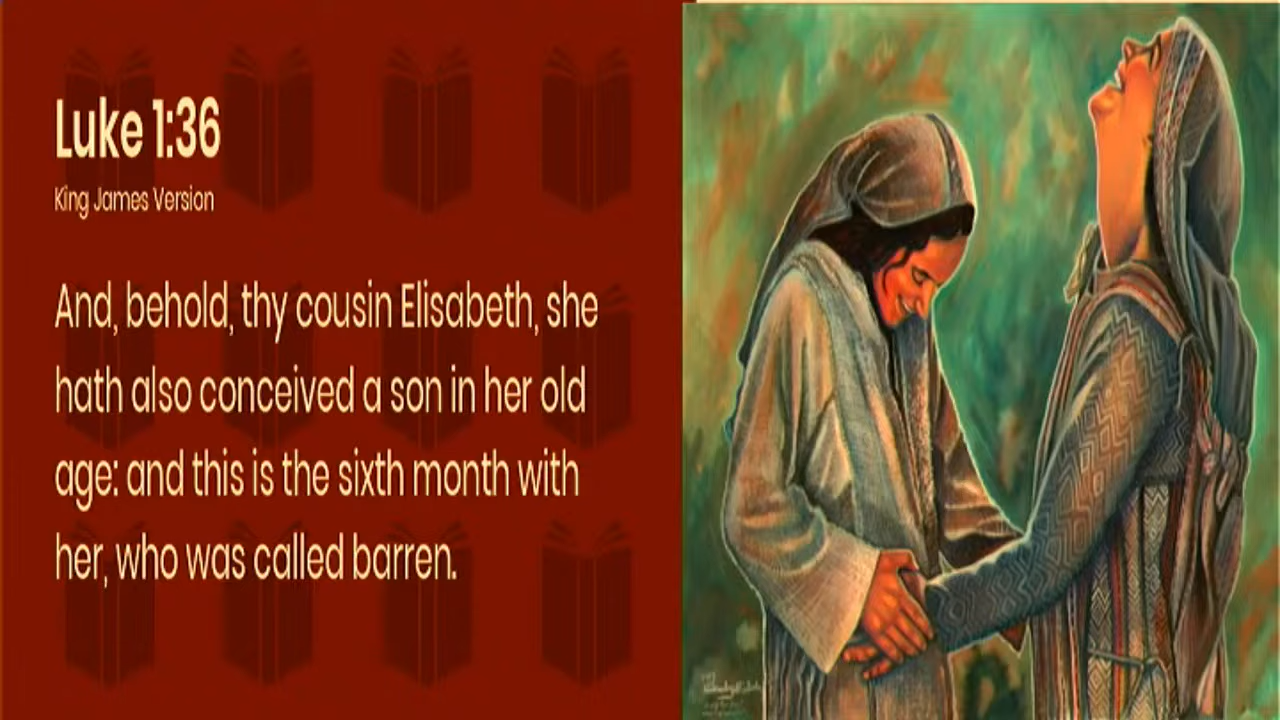 Luke 1:36
King James Version
And, behold, thy cousin Elisabeth, she
hath also conceived a son in her old
age: and this is the sixth month with
her, who was called barren.